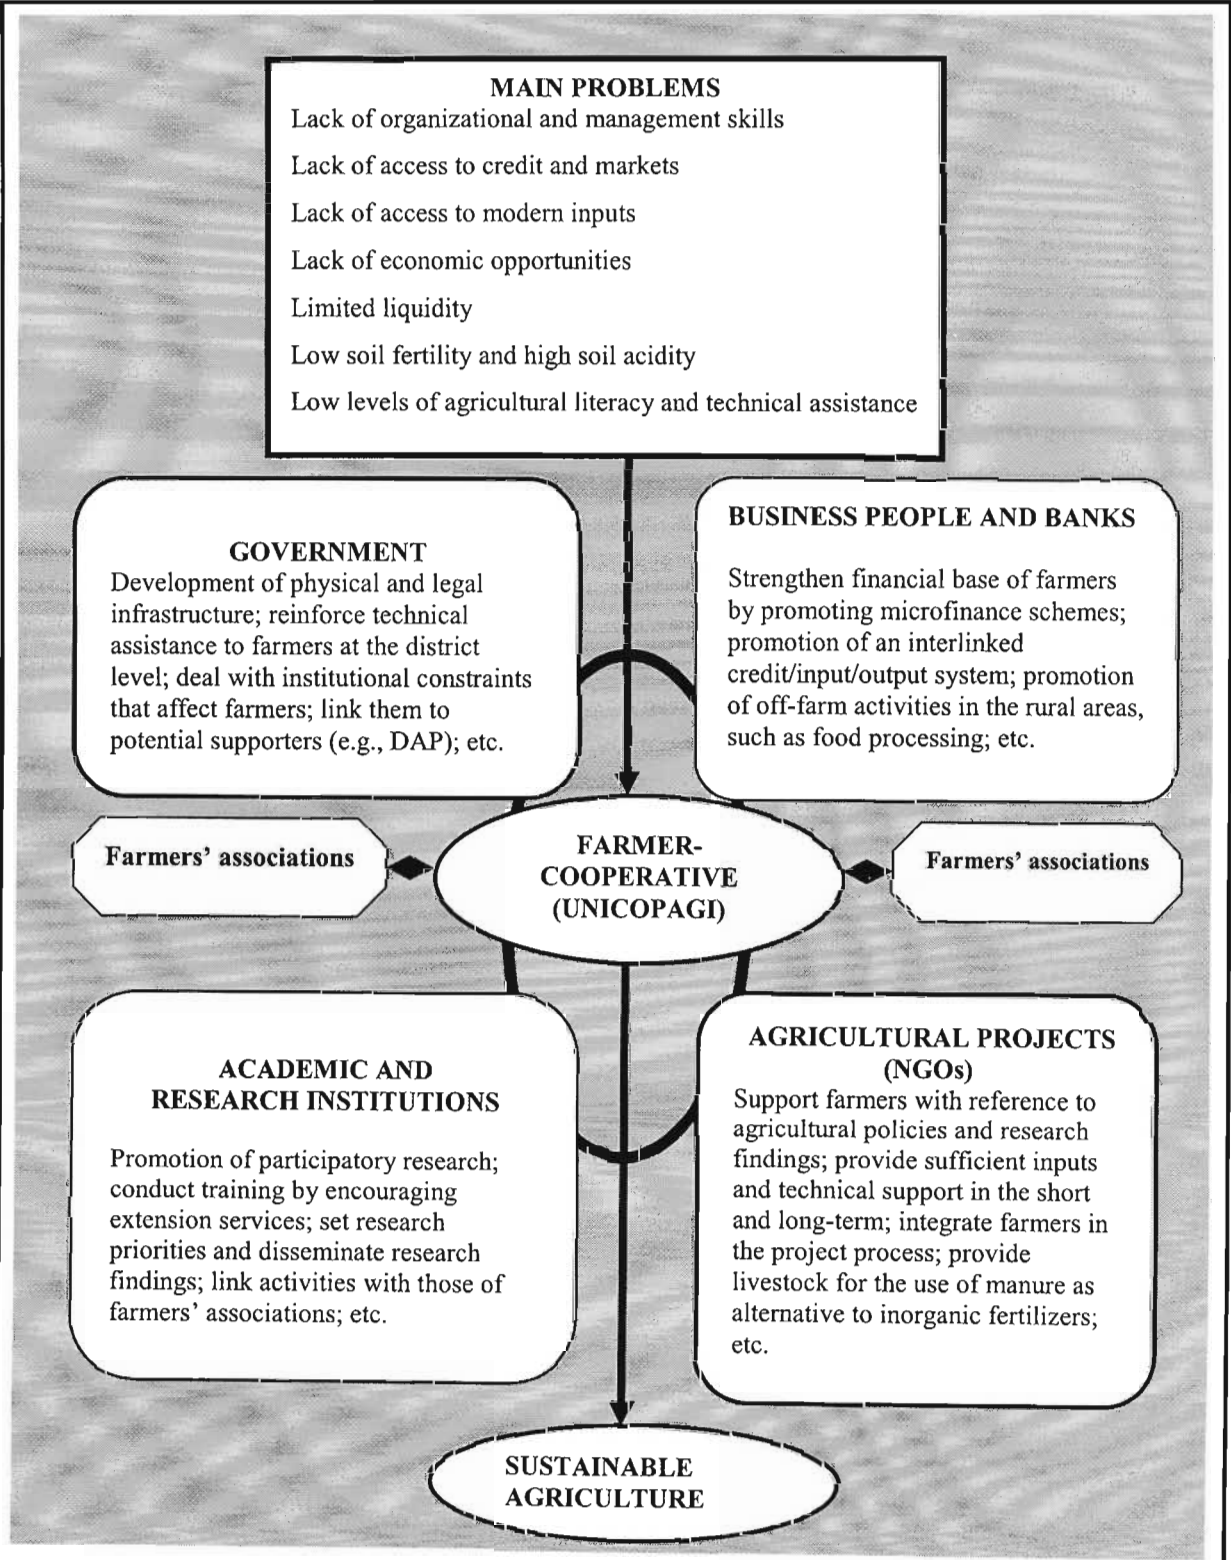 MAIN PROBLEMS
Lack of organizational and management skills
Lack of access to credit and markets
Lack of access to modern inputs
Lack of economic opportunities
Limited liquidity
Low soil fertility and high soil acidity
Low levels of agricultural literacy and technical assistance
GOVERNMENT
Development of physical and legal
infrastructure; reinforce technical
assistance to farmers at the district
level; deal with institutional constraints
that affect farmers; link them to
potential supporters (e.g., DAP); etc.
BUSINESS PEOPLE AND BANKS
Strengthen financial base of farmers
by promoting microfinance schemes;
promotion of an interlinked
credit/input/output system; promotion
of off-farm activities in the rural areas,
such as food processing; etc.
Farmers' associations
FARMER-
COOPERATIVE
(UNICOPAGI)
Farmers' associations
ACADEMIC AND
RESEARCH INSTITUTIONS
Promotion of participatory research;
conduct training by encouraging
extension services; set research
priorities and disseminate research
findings; link activities with those of
farmers' associations; etc.
AGRICULTURAL PROJECTS
(NGOs)
Support farmers with reference to
agricultural policies and research
findings; provide sufficient inputs
and technical support in the short
and long-term; integrate farmers in
the project process; provide
livestock for the use of manure as
alternative to inorganic fertilizers;
etc.
SUSTAINABLE
AGRICULTURE